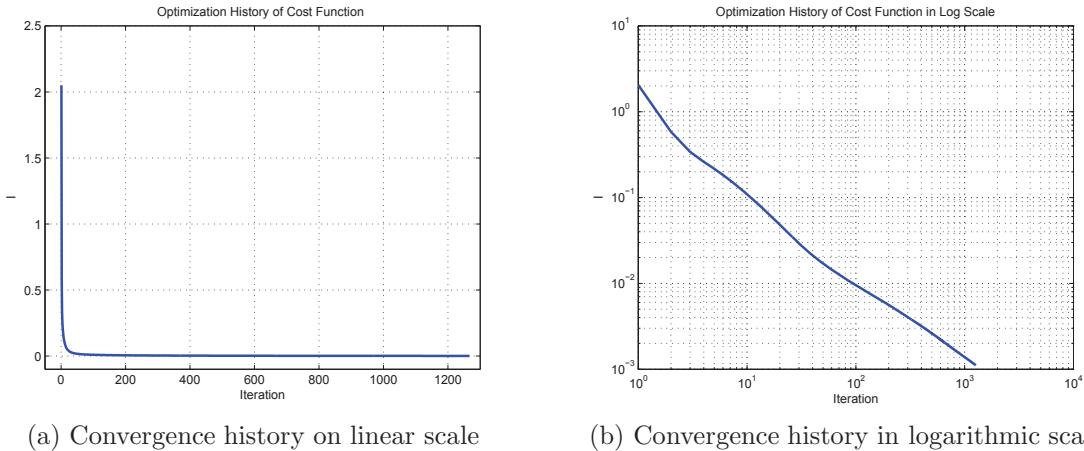 Optimization History of Cost Function
2.5
2
1.5
1
0.5
0
I
0 200 400 600 800 1000 1200
Iteration
(a) Convergence history on linear scale
Optimization History of Cost Function in Log Scale
10^1
10^0
10^−1
10^−2
10^−3
I
10^0 10^1 10^2 10^3 10^4
Iteration
(b) Convergence history in logarithmic sca